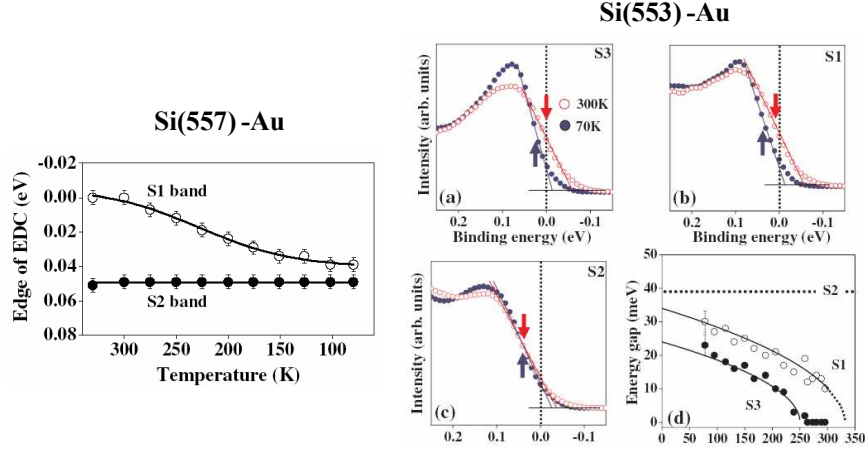 Si(557) -Au
-0.02
0.00
0.02
0.04
0.06
0.08
Edge of EDC (eV)
S1 band
S2 band
300 250 200 150 100
Temperature (K)
Si(553) -Au
Intensity (arb. units)
S3
300K
70K
(a)
0.2 0.1 0.0 -0.1
Binding energy (eV)
Intensity (arb. units)
S1
(b)
0.2 0.1 0.0 -0.1
Binding energy (eV)
Intensity (arb. units)
S2
(c)
0.2 0.1 0.0 -0.1
Energy gap (meV)
60
50
40
30
20
10
0
S2
S1
S3
(d)
0 50 100 150 200 250 300 350